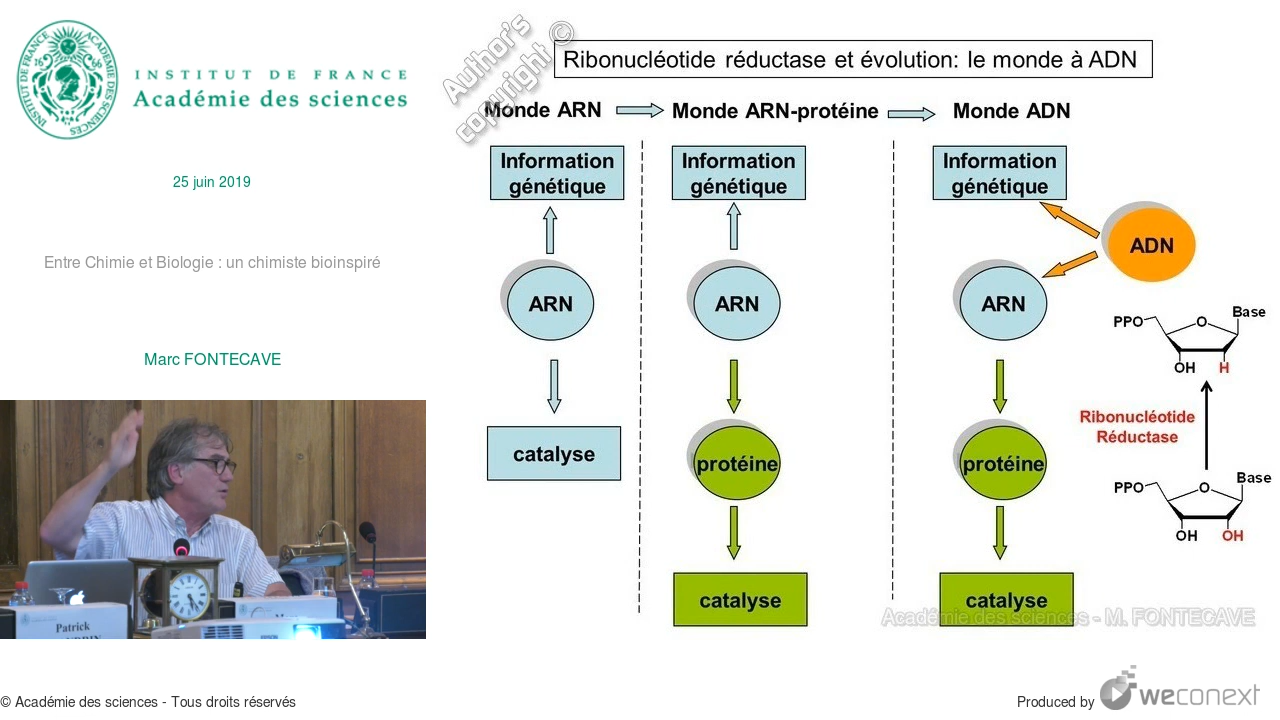 INSTITUT DE FRANCE
Académie des sciences
25 juin 2019
Entre Chimie et Biologie : un chimiste bioinspiré
Marc FONTECAVE
Patrick
EPSON
Author's
copyright ©
Ribonucléotide réductase et évolution: le monde à ADN
Monde ARN
Monde ARN-protéine
Monde ADN
Information
génétique
Information
génétique
Information
génétique
ADN
ARN
ARN
ARN
PPO
O
Base
OH
H
Ribonucléotide
Réductase
catalyse
protéine
protéine
PPO
O
Base
OH
OH
catalyse
catalyse
Académie des sciences - M. FONTECAVE
© Académie des sciences - Tous droits réservés
Produced by
weconext